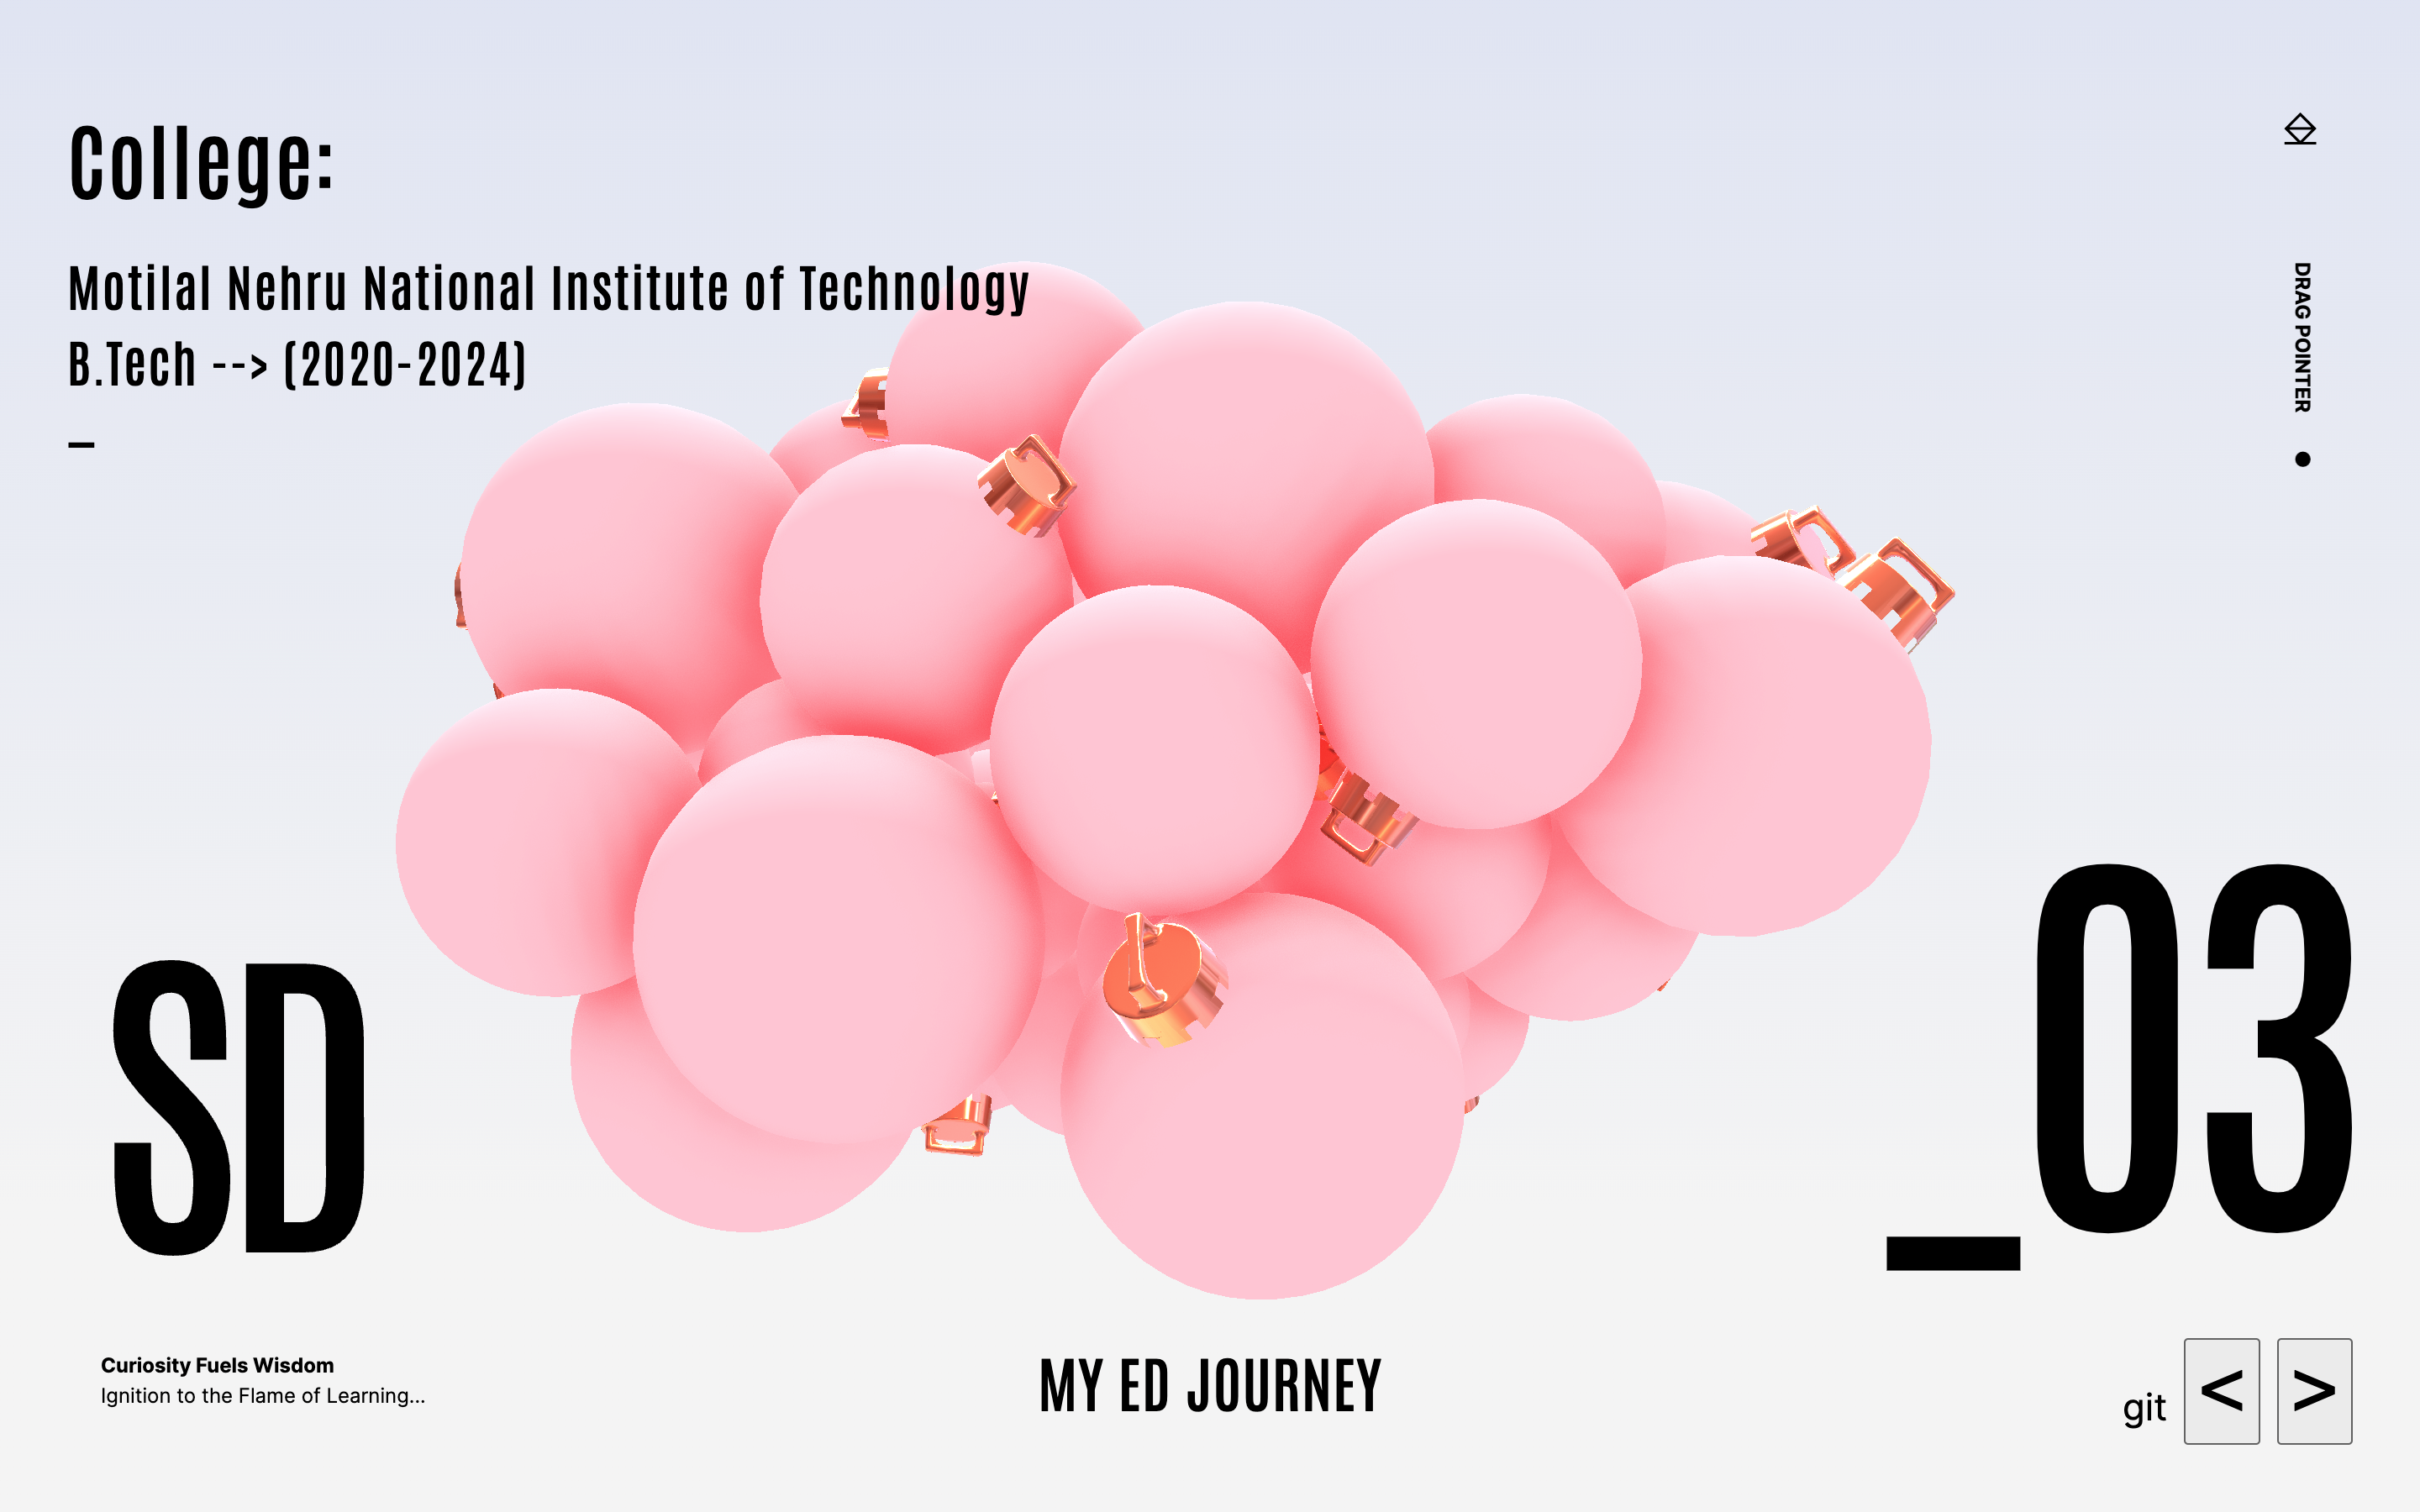 College:
Motilal Nehru National Institute of Technology
B.Tech --> (2020-2024)
–
DRAG POINTER
SD
_03
Curiosity Fuels Wisdom
Ignition to the Flame of Learning...
MY ED JOURNEY
git < >